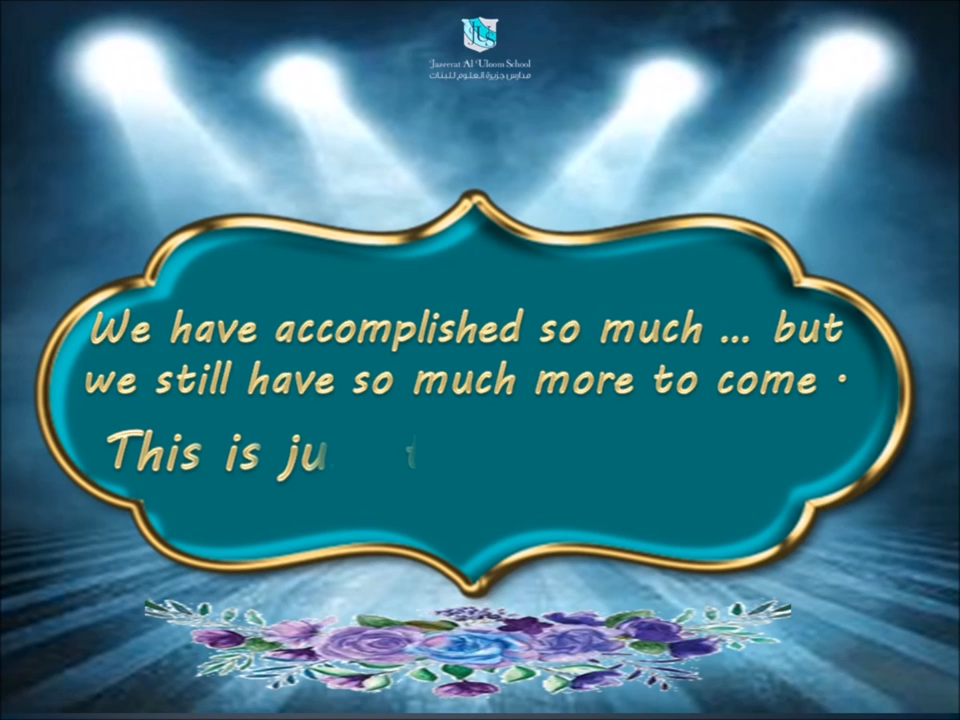 Jazeerat Al Uloom School
مدارس جزيرة العلوم للبنات
We have accomplished so much ... but
we still have so much more to come .
This is ju